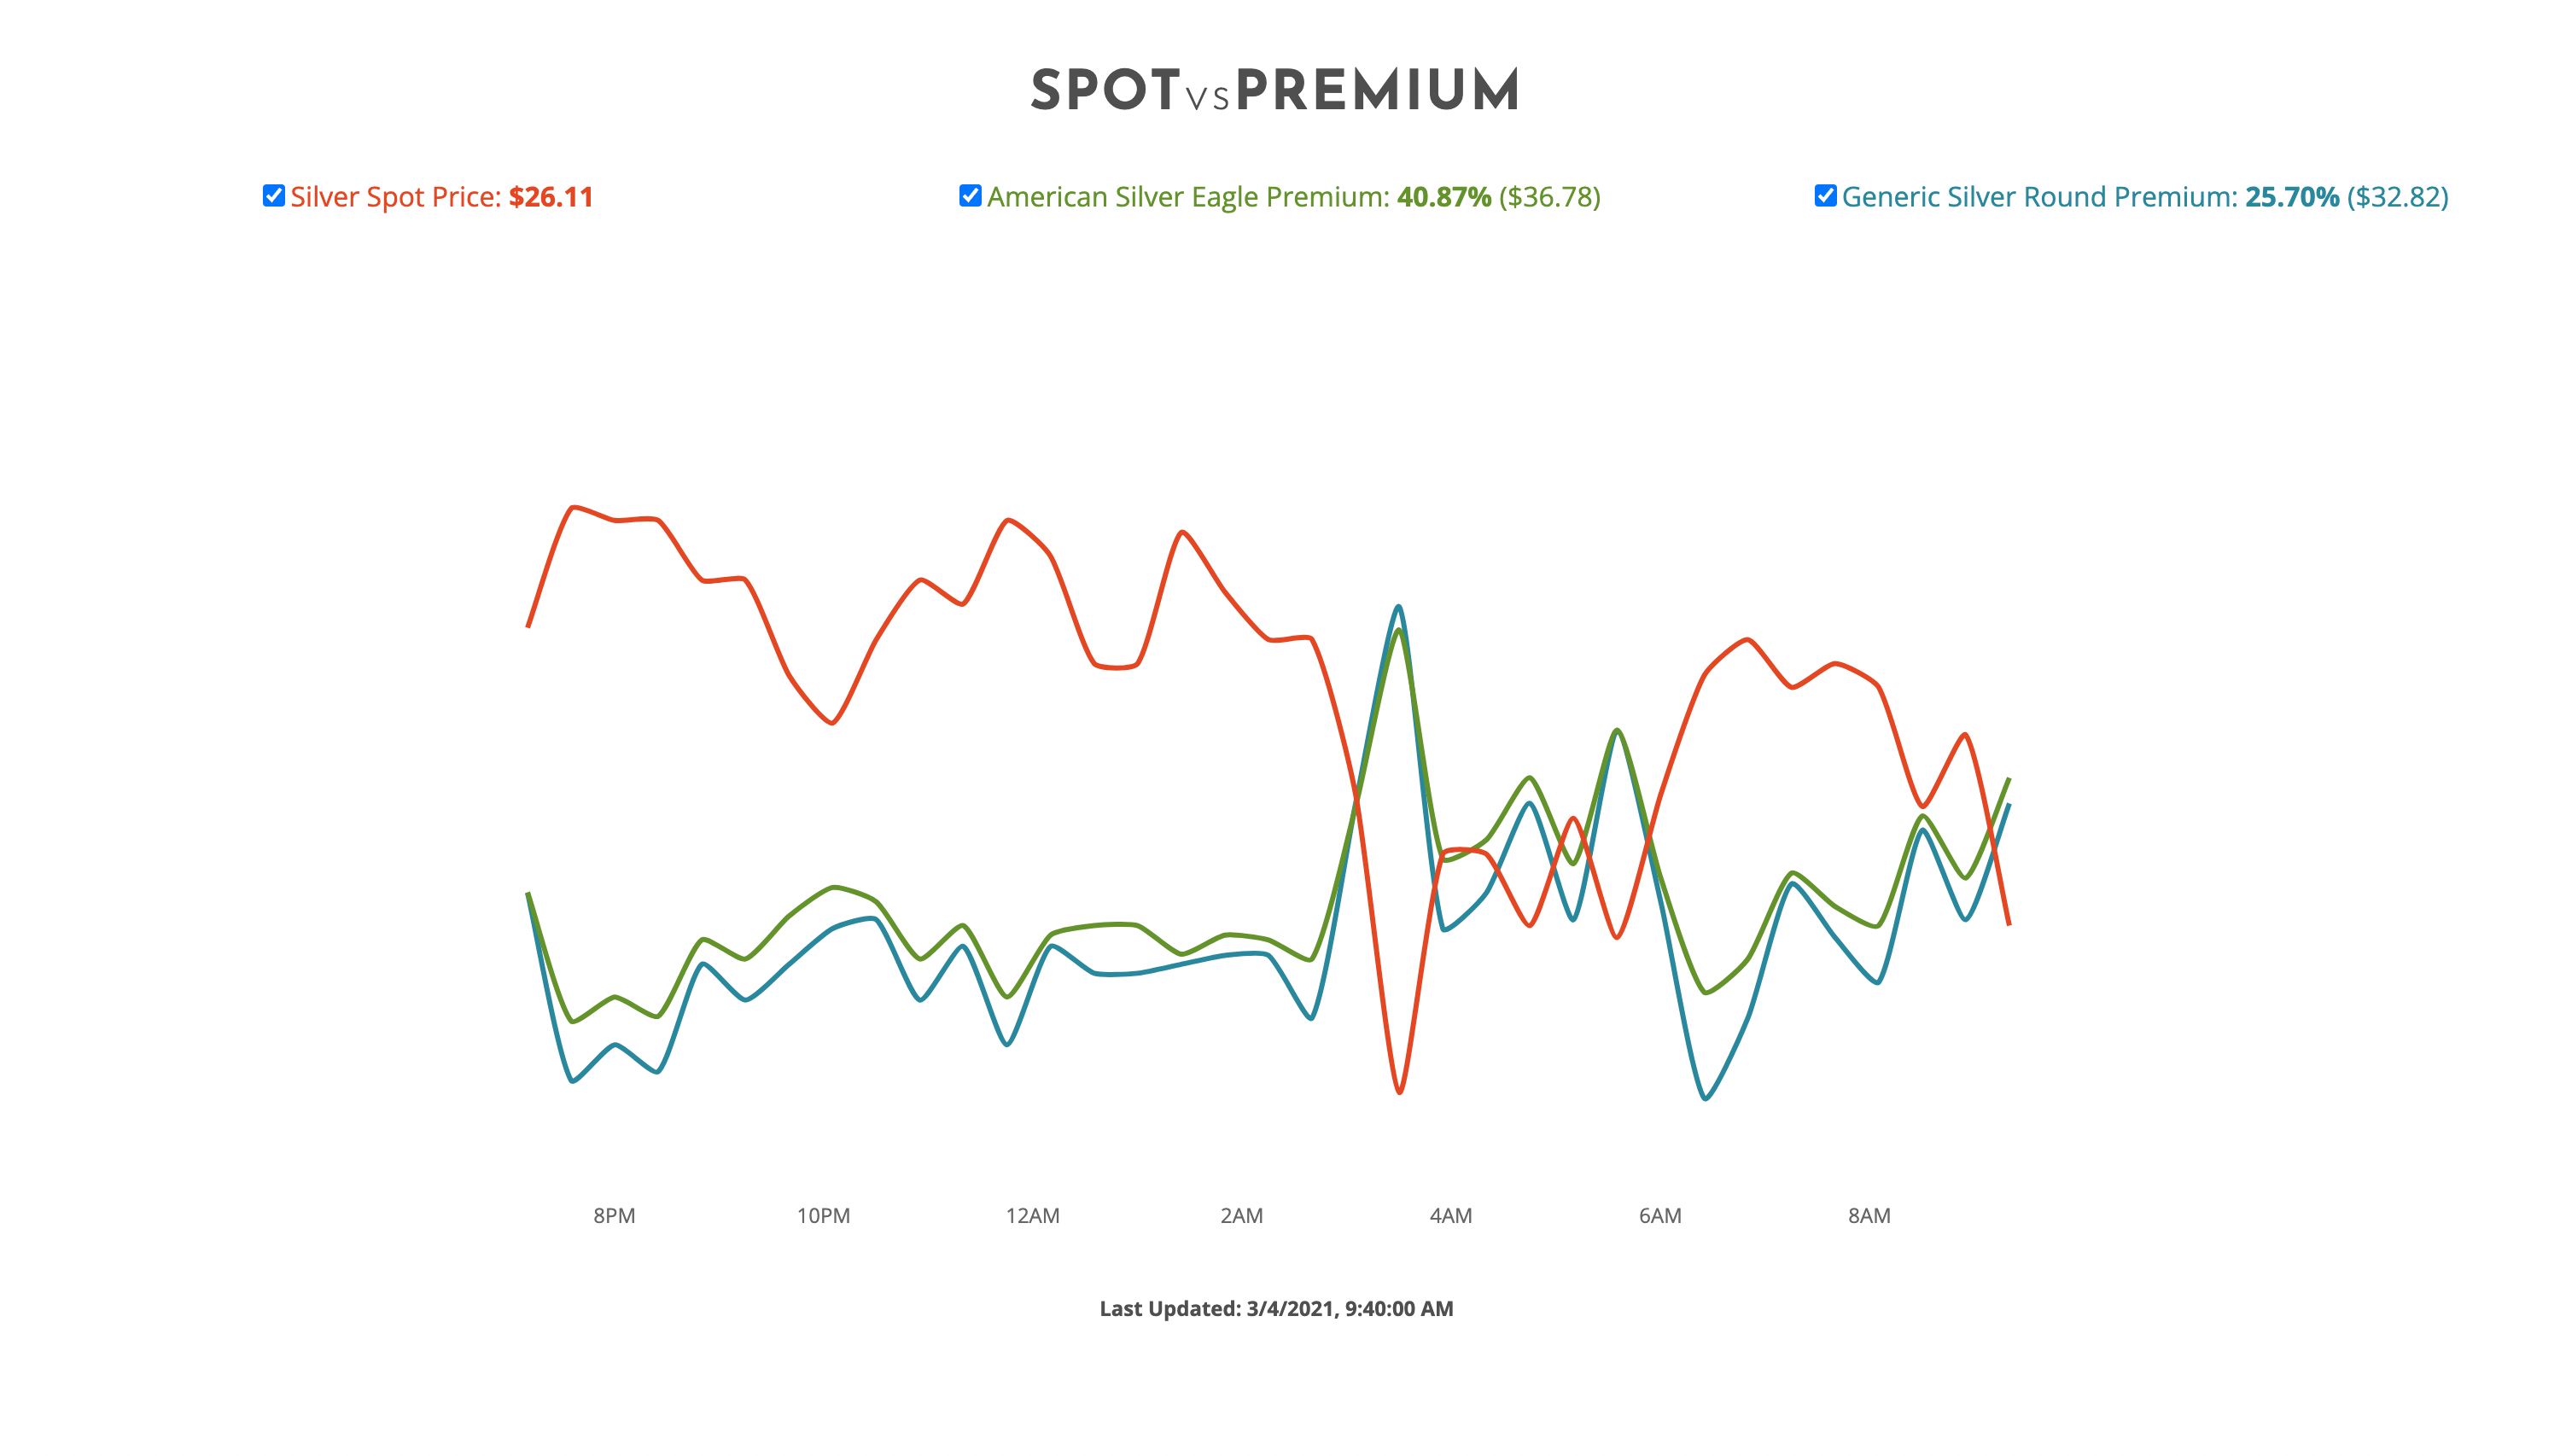 SPOT VS PREMIUM
Silver Spot Price: $26.11
American Silver Eagle Premium: 40.87% ($36.78)
Generic Silver Round Premium: 25.70% ($32.82)
8PM 10PM 12AM 2AM 4AM 6AM 8AM
Last Updated: 3/4/2021, 9:40:00 AM